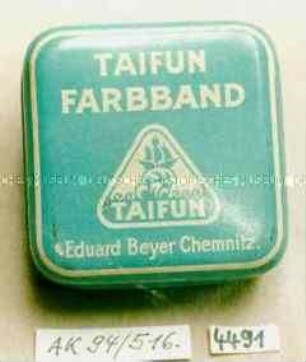 TAIFUN
FARBBAND
TAIFUN
Eduard Beyer Chemnitz.
AK 94/516.
4491